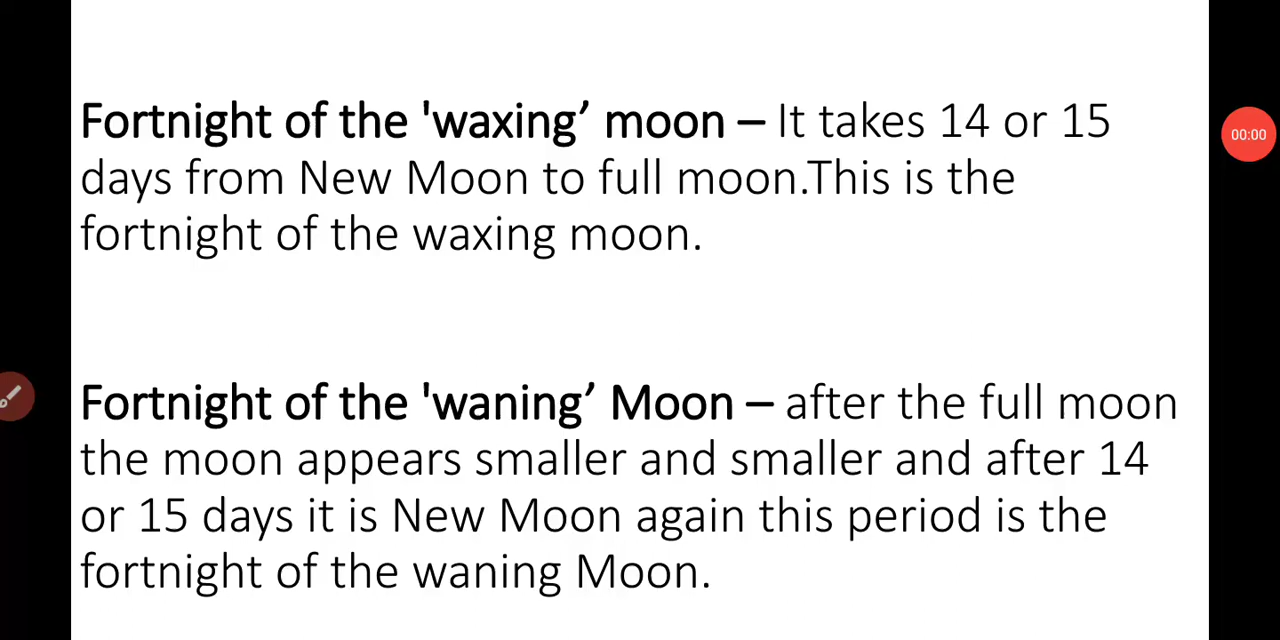 Fortnight of the 'waxing’ moon – It takes 14 or 15
days from New Moon to full moon.This is the
fortnight of the waxing moon.
00:00
Fortnight of the 'waning’ Moon – after the full moon
the moon appears smaller and smaller and after 14
or 15 days it is New Moon again this period is the
fortnight of the waning Moon.